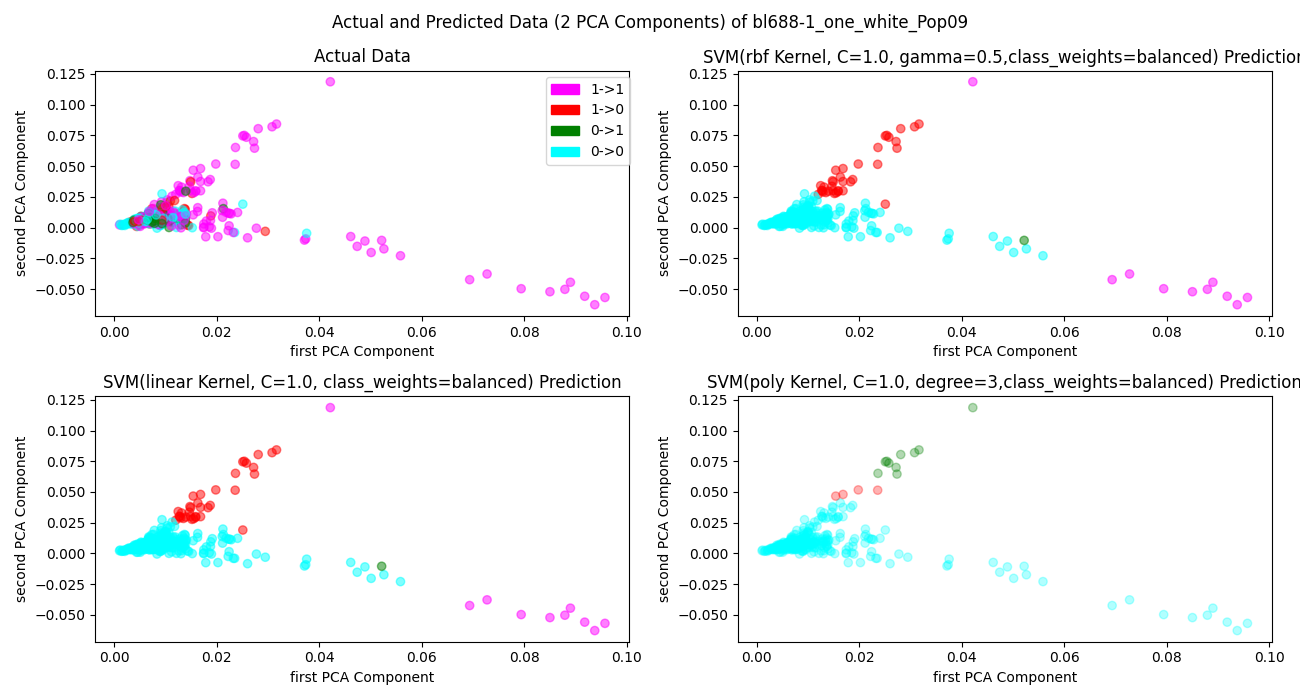 Actual and Predicted Data (2 PCA Components) of bl688-1_one_white_Pop09
Actual Data
0.125
0.100
0.075
0.050
0.025
0.000
−0.025
−0.050
second PCA Component
1->1
1->0
0->1
0->0
0.00 0.02 0.04 0.06 0.08 0.10
first PCA Component
SVM(rbf Kernel, C=1.0, gamma=0.5,class_weights=balanced) Prediction
0.125
0.100
0.075
0.050
0.025
0.000
−0.025
−0.050
second PCA Component
0.00 0.02 0.04 0.06 0.08 0.10
first PCA Component
SVM(linear Kernel, C=1.0, class_weights=balanced) Prediction
0.125
0.100
0.075
0.050
0.025
0.000
−0.025
−0.050
second PCA Component
0.00 0.02 0.04 0.06 0.08 0.10
first PCA Component
SVM(poly Kernel, C=1.0, degree=3,class_weights=balanced) Prediction
0.125
0.100
0.075
0.050
0.025
0.000
−0.025
−0.050
second PCA Component
0.00 0.02 0.04 0.06 0.08 0.10
first PCA Component